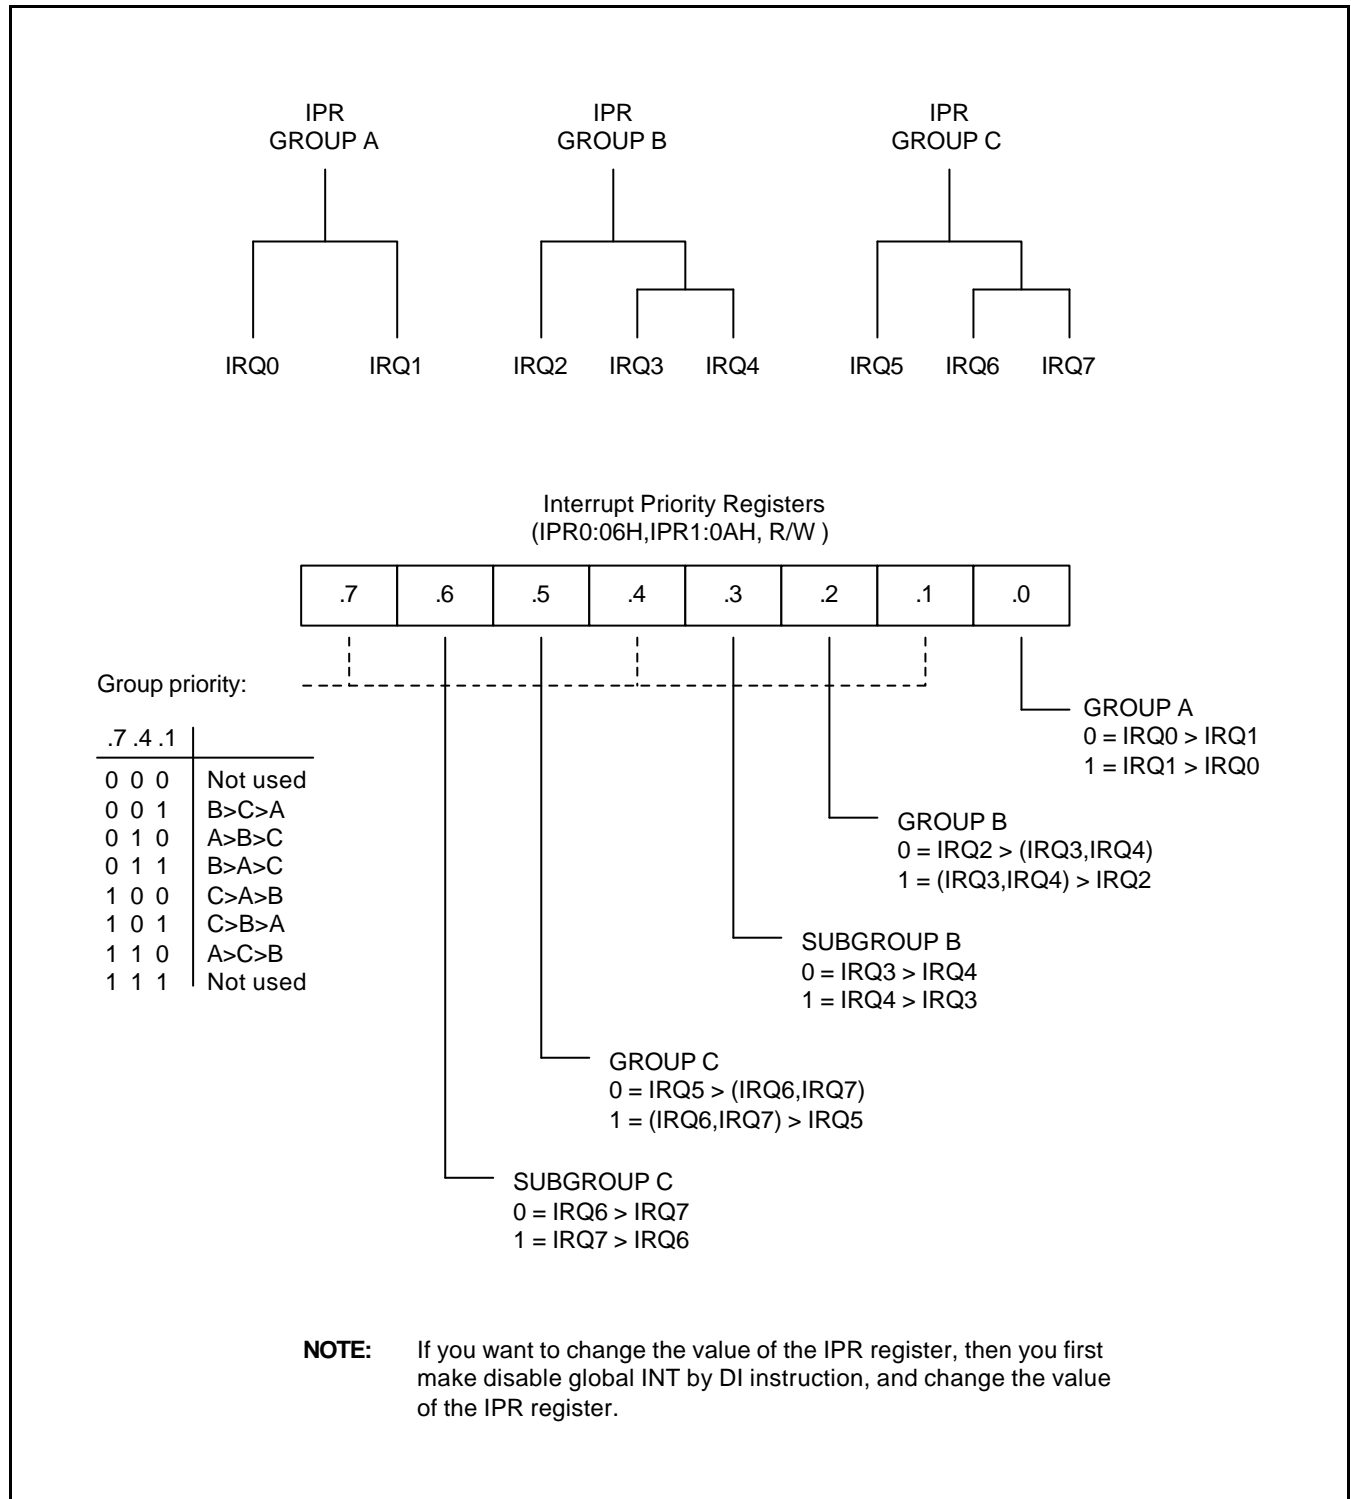 IPR
GROUP A
IPR
GROUP B
IPR
GROUP C
IRQ0 IRQ1 IRQ2 IRQ3 IRQ4 IRQ5 IRQ6 IRQ7
Interrupt Priority Registers
(IPR0:06H,IPR1:0AH, R/W )
.7 .6 .5 .4 .3 .2 .1 .0
Group priority:
.7 .4 .1
0 0 0 Not used
0 0 1 B>C>A
0 1 0 A>B>C
0 1 1 B>A>C
1 0 0 C>A>B
1 0 1 C>B>A
1 1 0 A>C>B
1 1 1 Not used
GROUP A
0 = IRQ0 > IRQ1
1 = IRQ1 > IRQ0
GROUP B
0 = IRQ2 > (IRQ3,IRQ4)
1 = (IRQ3,IRQ4) > IRQ2
SUBGROUP B
0 = IRQ3 > IRQ4
1 = IRQ4 > IRQ3
GROUP C
0 = IRQ5 > (IRQ6,IRQ7)
1 = (IRQ6,IRQ7) > IRQ5
SUBGROUP C
0 = IRQ6 > IRQ7
1 = IRQ7 > IRQ6
NOTE: If you want to change the value of the IPR register, then you first
make disable global INT by DI instruction, and change the value
of the IPR register.